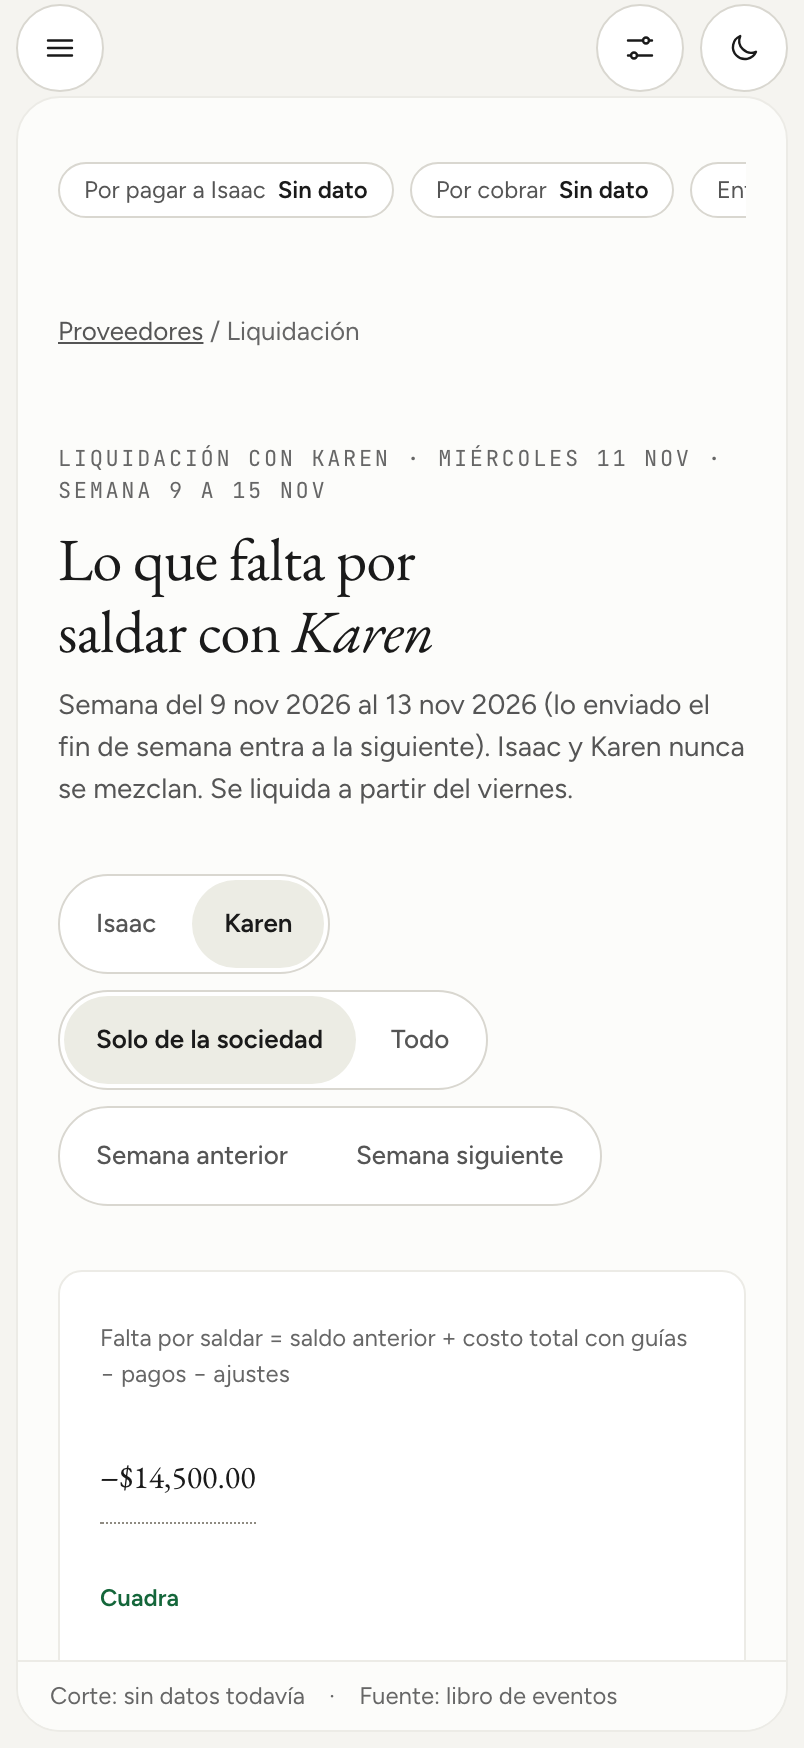 Por pagar a Isaac Sin dato
Por cobrar Sin dato
Proveedores / Liquidación
LIQUIDACIÓN CON KAREN · MIÉRCOLES 11 NOV ·
SEMANA 9 A 15 NOV
Lo que falta por
saldar con Karen
Semana del 9 nov 2026 al 13 nov 2026 (lo enviado el
fin de semana entra a la siguiente). Isaac y Karen nunca
se mezclan. Se liquida a partir del viernes.
Isaac Karen
Solo de la sociedad Todo
Semana anterior Semana siguiente
Falta por saldar = saldo anterior + costo total con guías
− pagos − ajustes
−$14,500.00
Cuadra
Corte: sin datos todavía · Fuente: libro de eventos